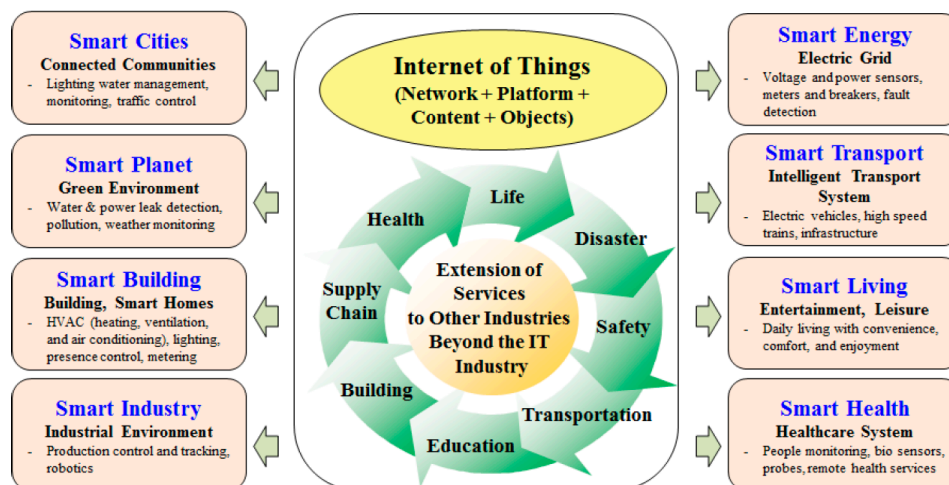 Smart Cities
Connected Communities
- Lighting water management,
monitoring, traffic control
Smart Planet
Green Environment
- Water & power leak detection,
pollution, weather monitoring
Smart Building
Building, Smart Homes
- HVAC (heating, ventilation,
and air conditioning), lighting,
presence control, metering
Smart Industry
Industrial Environment
- Production control and tracking,
robotics
Internet of Things
(Network + Platform +
Content + Objects)
Life
Disaster
Safety
Transportation
Education
Building
Supply
Chain
Health
Extension of
Services
to Other Industries
Beyond the IT
Industry
Smart Energy
Electric Grid
- Voltage and power sensors,
meters and breakers, fault
detection
Smart Transport
Intelligent Transport
System
- Electric vehicles, high speed
trains, infrastructure
Smart Living
Entertainment, Leisure
- Daily living with convenience,
comfort, and enjoyment
Smart Health
Healthcare System
- People monitoring, bio sensors,
probes, remote health services